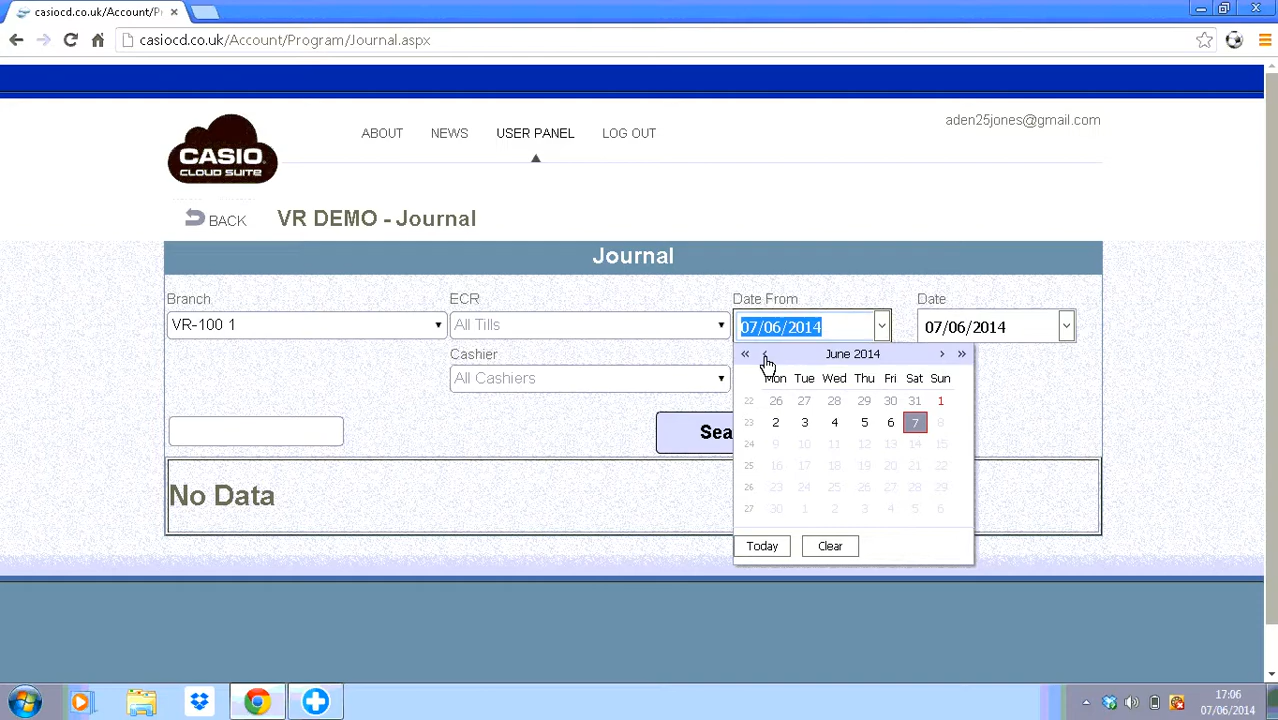 casiocd.co.uk/Account/Pr
casiocd.co.uk/Account/Program/Journal.aspx
aden25jones@gmail.com
ABOUT NEWS USER PANEL LOG OUT
CASIO
CLOUD SUITE
BACK VR DEMO - Journal
Journal
Branch ECR Date From Date
VR-100 1 All Tills 07/06/2014 07/06/2014
Cashier
All Cashiers
« ‹ June 2014 › »
Mon Tue Wed Thu Fri Sat Sun
22 26 27 28 29 30 31 1
23 2 3 4 5 6 7 8
24 9 10 11 12 13 14 15
25 16 17 18 19 20 21 22
26 23 24 25 26 27 28 29
27 30 1 2 3 4 5 6
Today Clear
Sea
No Data
17:06
07/06/2014